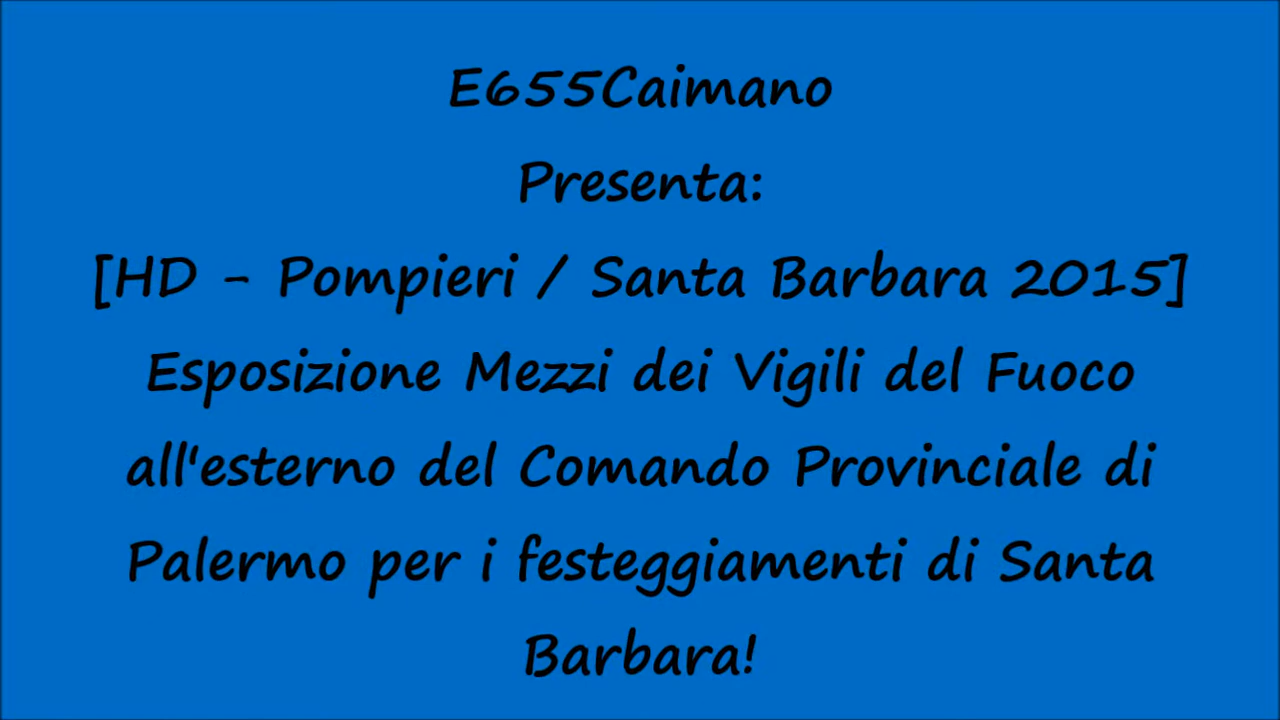 E655Caimano
Presenta:
[HD - Pompieri / Santa Barbara 2015]
Esposizione Mezzi dei Vigili del Fuoco
all'esterno del Comando Provinciale di
Palermo per i festeggiamenti di Santa
Barbara!